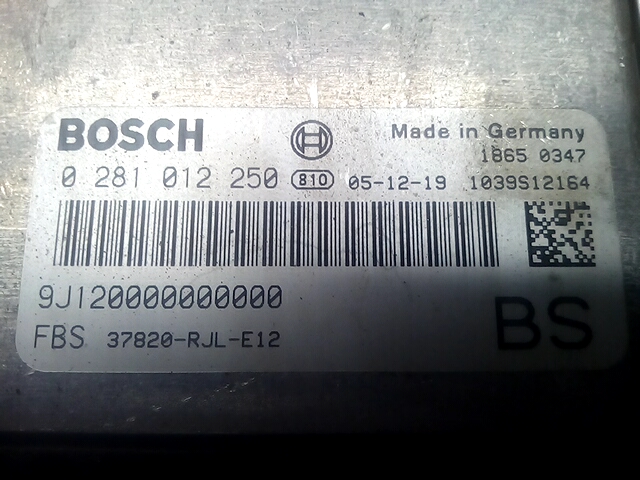 BOSCH Made in Germany
1865 0347
0 281 012 250 810 05-12-19 1039S12164
9J120000000000
FBS 37820-RJL-E12 BS